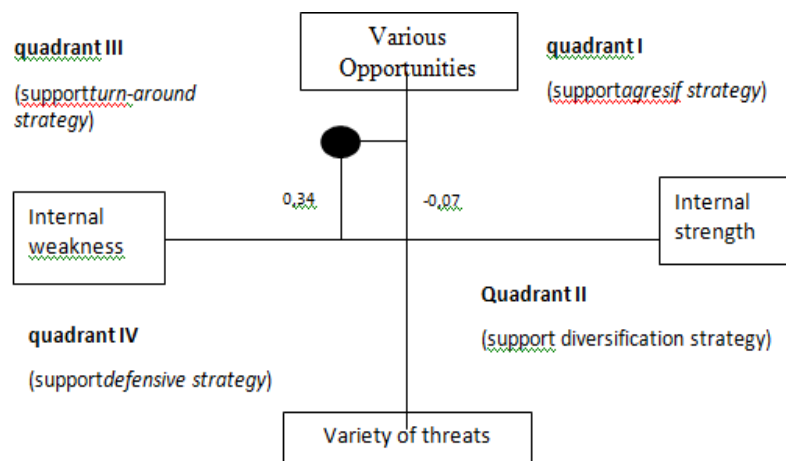 quadrant III
(supportturn-around
strategy)
Various
Opportunities
quadrant I
(supportagresif strategy)
0,34
-0,07
Internal
weakness
Internal
strength
Quadrant II
(support diversification strategy)
quadrant IV
(supportdefensive strategy)
Variety of threats